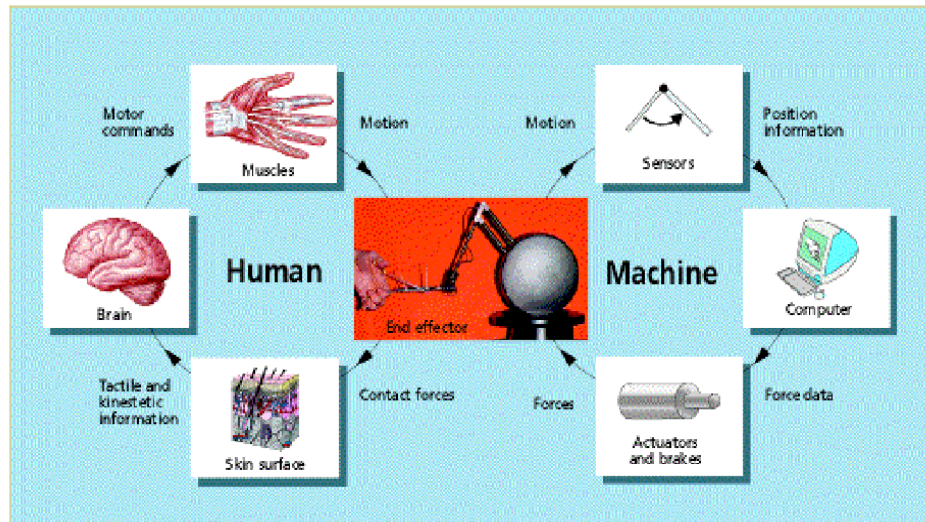 Motor
commands
Muscles
Motion
Motion
Sensors
Position
information
Brain
Human
End effector
Machine
Computer
Tactile and
kinestetic
information
Skin surface
Contact forces
Forces
Actuators
and brakes
Force data